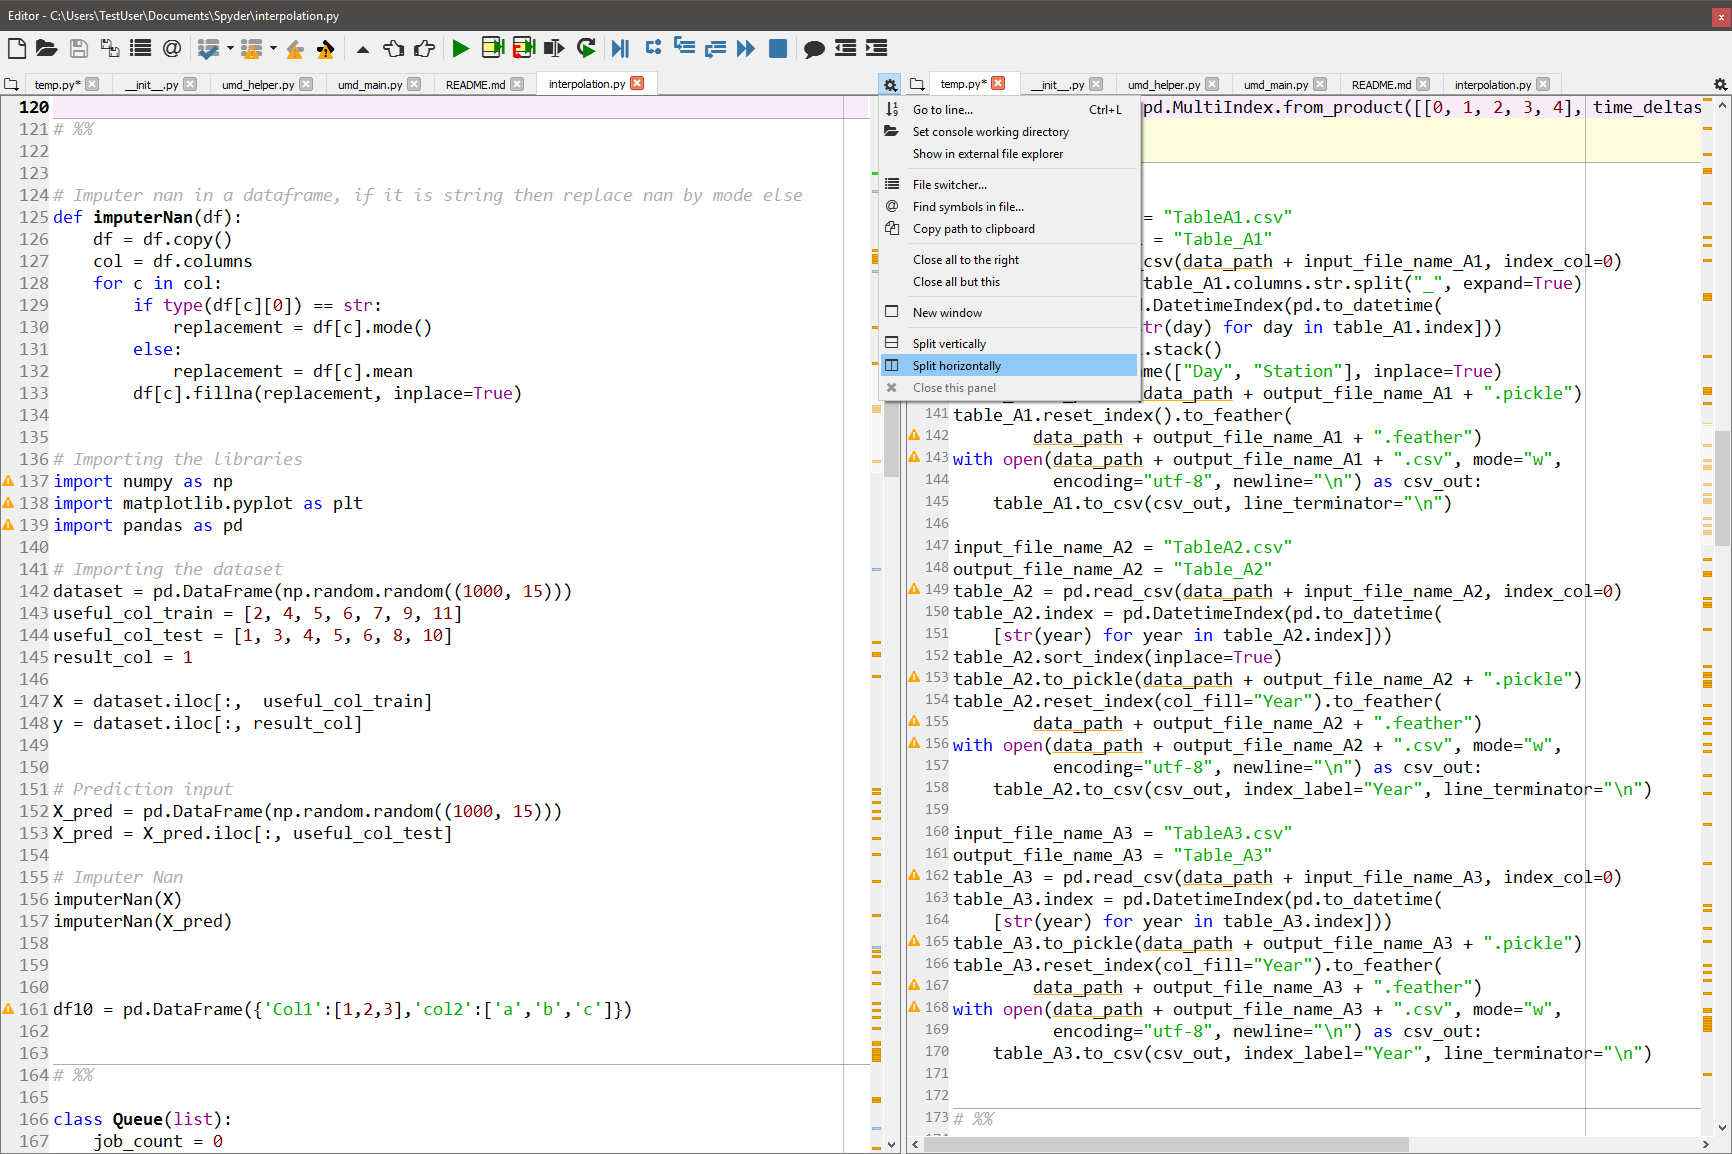 Editor - C:\Users\TestUser\Documents\Spyder\interpolation.py
temp.py* __init__.py umd_helper.py umd_main.py README.md interpolation.py
120
121 # %%
122
123
124 # Imputer nan in a dataframe, if it is string then replace nan by mode else
125 def imputerNan(df):
126 df = df.copy()
127 col = df.columns
128 for c in col:
129 if type(df[c][0]) == str:
130 replacement = df[c].mode()
131 else:
132 replacement = df[c].mean
133 df[c].fillna(replacement, inplace=True)
134
135
136 # Importing the libraries
137 import numpy as np
138 import matplotlib.pyplot as plt
139 import pandas as pd
140
141 # Importing the dataset
142 dataset = pd.DataFrame(np.random.random((1000, 15)))
143 useful_col_train = [2, 4, 5, 6, 7, 9, 11]
144 useful_col_test = [1, 3, 4, 5, 6, 8, 10]
145 result_col = 1
146
147 X = dataset.iloc[:,  useful_col_train]
148 y = dataset.iloc[:, result_col]
149
150
151 # Prediction input
152 X_pred = pd.DataFrame(np.random.random((1000, 15)))
153 X_pred = X_pred.iloc[:, useful_col_test]
154
155 # Imputer Nan
156 imputerNan(X)
157 imputerNan(X_pred)
158
159
160
161 df10 = pd.DataFrame({'Col1':[1,2,3],'col2':['a','b','c']})
162
163
164 # %%
165
166 class Queue(list):
167 job_count = 0
Go to line... Ctrl+L
Set console working directory
Show in external file explorer
File switcher...
Find symbols in file...
Copy path to clipboard
Close all to the right
Close all but this
New window
Split vertically
Split horizontally
Close this panel
temp.py* __init__.py umd_helper.py umd_main.py README.md interpolation.py
pd.MultiIndex.from_product([[0, 1, 2, 3, 4], time_deltas
= "TableA1.csv"
= "Table_A1"
csv(data_path + input_file_name_A1, index_col=0)
table_A1.columns.str.split("_", expand=True)
.DatetimeIndex(pd.to_datetime(
tr(day) for day in table_A1.index]))
.stack()
me(["Day", "Station"], inplace=True)
data_path + output_file_name_A1 + ".pickle")
141 table_A1.reset_index().to_feather(
142 data_path + output_file_name_A1 + ".feather")
143 with open(data_path + output_file_name_A1 + ".csv", mode="w",
144 encoding="utf-8", newline="\n") as csv_out:
145 table_A1.to_csv(csv_out, line_terminator="\n")
146
147 input_file_name_A2 = "TableA2.csv"
148 output_file_name_A2 = "Table_A2"
149 table_A2 = pd.read_csv(data_path + input_file_name_A2, index_col=0)
150 table_A2.index = pd.DatetimeIndex(pd.to_datetime(
151 [str(year) for year in table_A2.index]))
152 table_A2.sort_index(inplace=True)
153 table_A2.to_pickle(data_path + output_file_name_A2 + ".pickle")
154 table_A2.reset_index(col_fill="Year").to_feather(
155 data_path + output_file_name_A2 + ".feather")
156 with open(data_path + output_file_name_A2 + ".csv", mode="w",
157 encoding="utf-8", newline="\n") as csv_out:
158 table_A2.to_csv(csv_out, index_label="Year", line_terminator="\n")
159
160 input_file_name_A3 = "TableA3.csv"
161 output_file_name_A3 = "Table_A3"
162 table_A3 = pd.read_csv(data_path + input_file_name_A3, index_col=0)
163 table_A3.index = pd.DatetimeIndex(pd.to_datetime(
164 [str(year) for year in table_A3.index]))
165 table_A3.to_pickle(data_path + output_file_name_A3 + ".pickle")
166 table_A3.reset_index(col_fill="Year").to_feather(
167 data_path + output_file_name_A3 + ".feather")
168 with open(data_path + output_file_name_A3 + ".csv", mode="w",
169 encoding="utf-8", newline="\n") as csv_out:
170 table_A3.to_csv(csv_out, index_label="Year", line_terminator="\n")
171
172
173 # %%